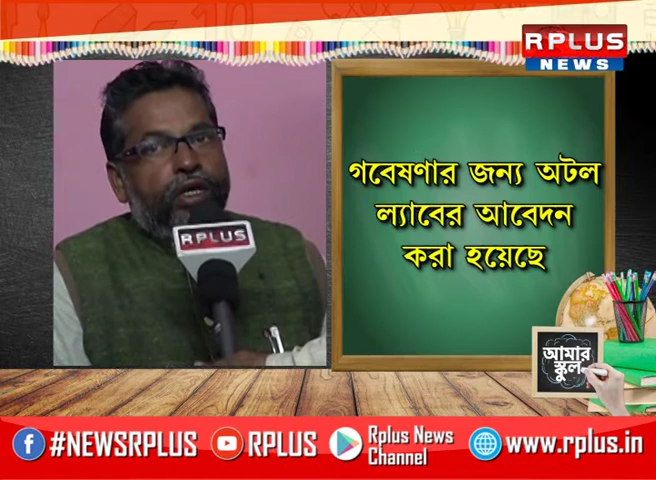 RPLUS
NEWS
RPLUS
গবেষণার জন্য অটল
ল্যাবের আবেদন
করা হয়েছে
আমার
স্কুল
#NEWSRPLUS
RPLUS
Rplus News
Channel
www.rplus.in